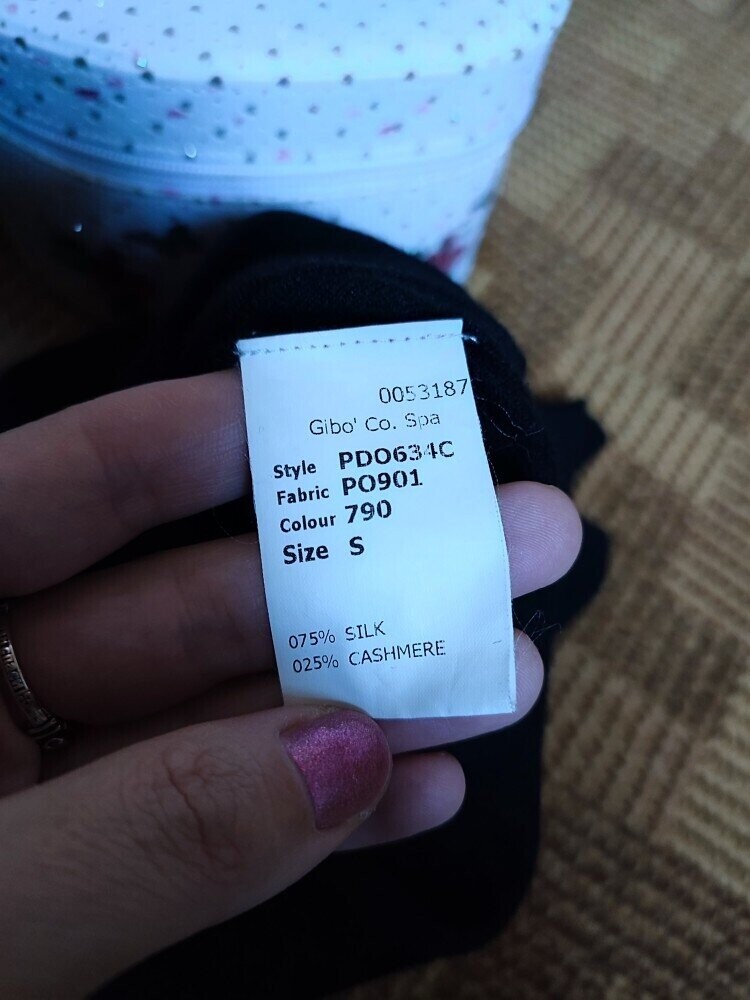 0053187
Gibo' Co. Spa
Style PDO634C
Fabric PO901
Colour 790
Size S
075% SILK
025% CASHMERE